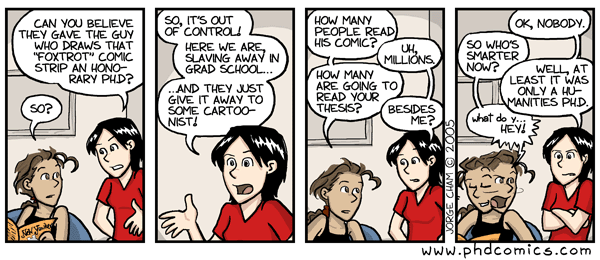 CAN YOU BELIEVE
THEY GAVE THE GUY
WHO DRAWS THAT
"FOXTROT" COMIC
STRIP AN HONO-
RARY PH.D?
SO?
SO, IT'S OUT
OF CONTROL!
HERE WE ARE,
SLAVING AWAY IN
GRAD SCHOOL...
...AND THEY JUST
GIVE IT AWAY TO
SOME CARTOO-
NIST!
HOW MANY
PEOPLE READ
HIS COMIC?
UH,
MILLIONS.
HOW MANY
ARE GOING TO
READ YOUR
THESIS?
BESIDES
ME?
JORGE CHAM © 2005
OK, NOBODY.
SO WHO'S
SMARTER
NOW?
WELL, AT
LEAST IT WAS
ONLY A HU-
MANITIES PH.D.
what do y...
HEY!
www.phdcomics.com